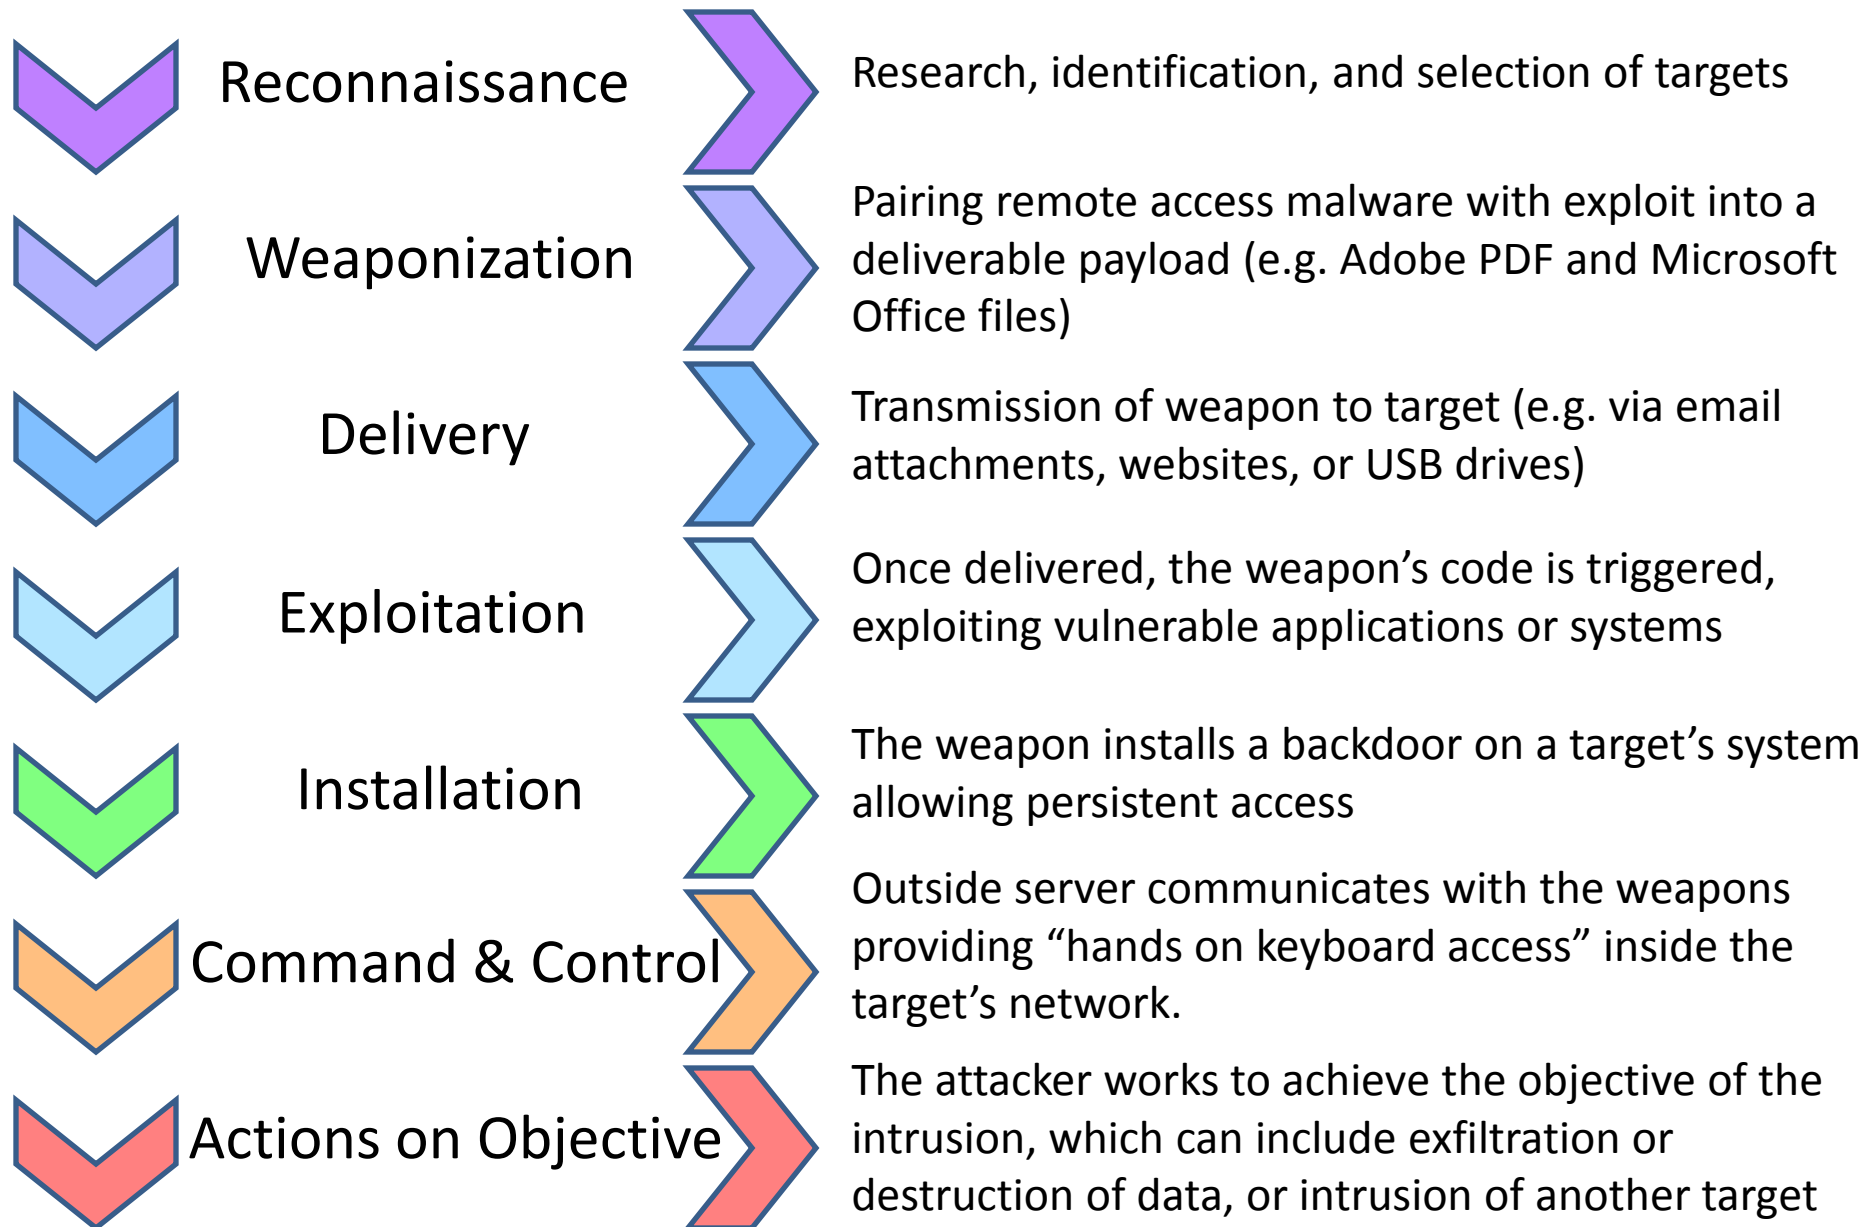 Reconnaissance
Research, identification, and selection of targets
Weaponization
Pairing remote access malware with exploit into a
deliverable payload (e.g. Adobe PDF and Microsoft
Office files)
Delivery
Transmission of weapon to target (e.g. via email
attachments, websites, or USB drives)
Exploitation
Once delivered, the weapon’s code is triggered,
exploiting vulnerable applications or systems
Installation
The weapon installs a backdoor on a target’s system
allowing persistent access
Command & Control
Outside server communicates with the weapons
providing “hands on keyboard access” inside the
target’s network.
Actions on Objective
The attacker works to achieve the objective of the
intrusion, which can include exfiltration or
destruction of data, or intrusion of another target